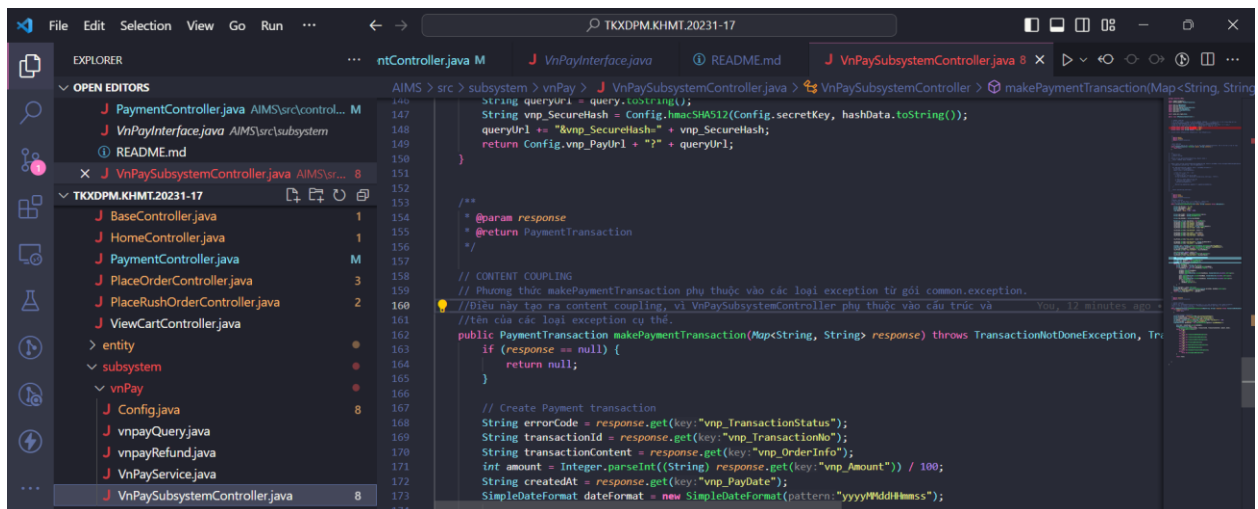 File Edit Selection View Go Run ··· ← → TKXDPM.KHMT.20231-17
EXPLORER ··· ntController.java M J VnPayInterface.java README.md J VnPaySubsystemController.java 8
OPEN EDITORS
J PaymentController.java AIMS\src\control... M
J VnPayInterface.java AIMS\src\subsystem
README.md
J VnPaySubsystemController.java AIMS\sr... 8
TKXDPM.KHMT.20231-17
J BaseController.java 1
J HomeController.java 1
J PaymentController.java M
J PlaceOrderController.java 3
J PlaceRushOrderController.java 2
J ViewCartController.java
> entity
subsystem
vnPay
J Config.java 8
J vnpayQuery.java
J vnpayRefund.java
J VnPayService.java
J VnPaySubsystemController.java 8
1
AIMS > src > subsystem > vnPay > J VnPaySubsystemController.java > VnPaySubsystemController > makePaymentTransaction(Map<String, String
146 String queryUrl = query.toString();
147 String vnp_SecureHash = Config.hmacSHA512(Config.secretKey, hashData.toString());
148 queryUrl += "&vnp_SecureHash=" + vnp_SecureHash;
149 return Config.vnp_PayUrl + "?" + queryUrl;
150 }
151
152
153 /**
154 * @param response
155 * @return PaymentTransaction
156 */
157
158 // CONTENT COUPLING
159 // Phương thức makePaymentTransaction phụ thuộc vào các loại exception từ gói common.exception.
160 //Điều này tạo ra content coupling, vì VnPaySubsystemController phụ thuộc vào cấu trúc và You, 12 minutes ago •
161 //tên của các loại exception cụ thể.
162 public PaymentTransaction makePaymentTransaction(Map<String, String> response) throws TransactionNotDoneException, Tra
163 if (response == null) {
164 return null;
165 }
166
167 // Create Payment transaction
168 String errorCode = response.get(key:"vnp_TransactionStatus");
169 String transactionId = response.get(key:"vnp_TransactionNo");
170 String transactionContent = response.get(key:"vnp_OrderInfo");
171 int amount = Integer.parseInt((String) response.get(key:"vnp_Amount")) / 100;
172 String createdAt = response.get(key:"vnp_PayDate");
173 SimpleDateFormat dateFormat = new SimpleDateFormat(pattern:"yyyyMMddHHmmss");